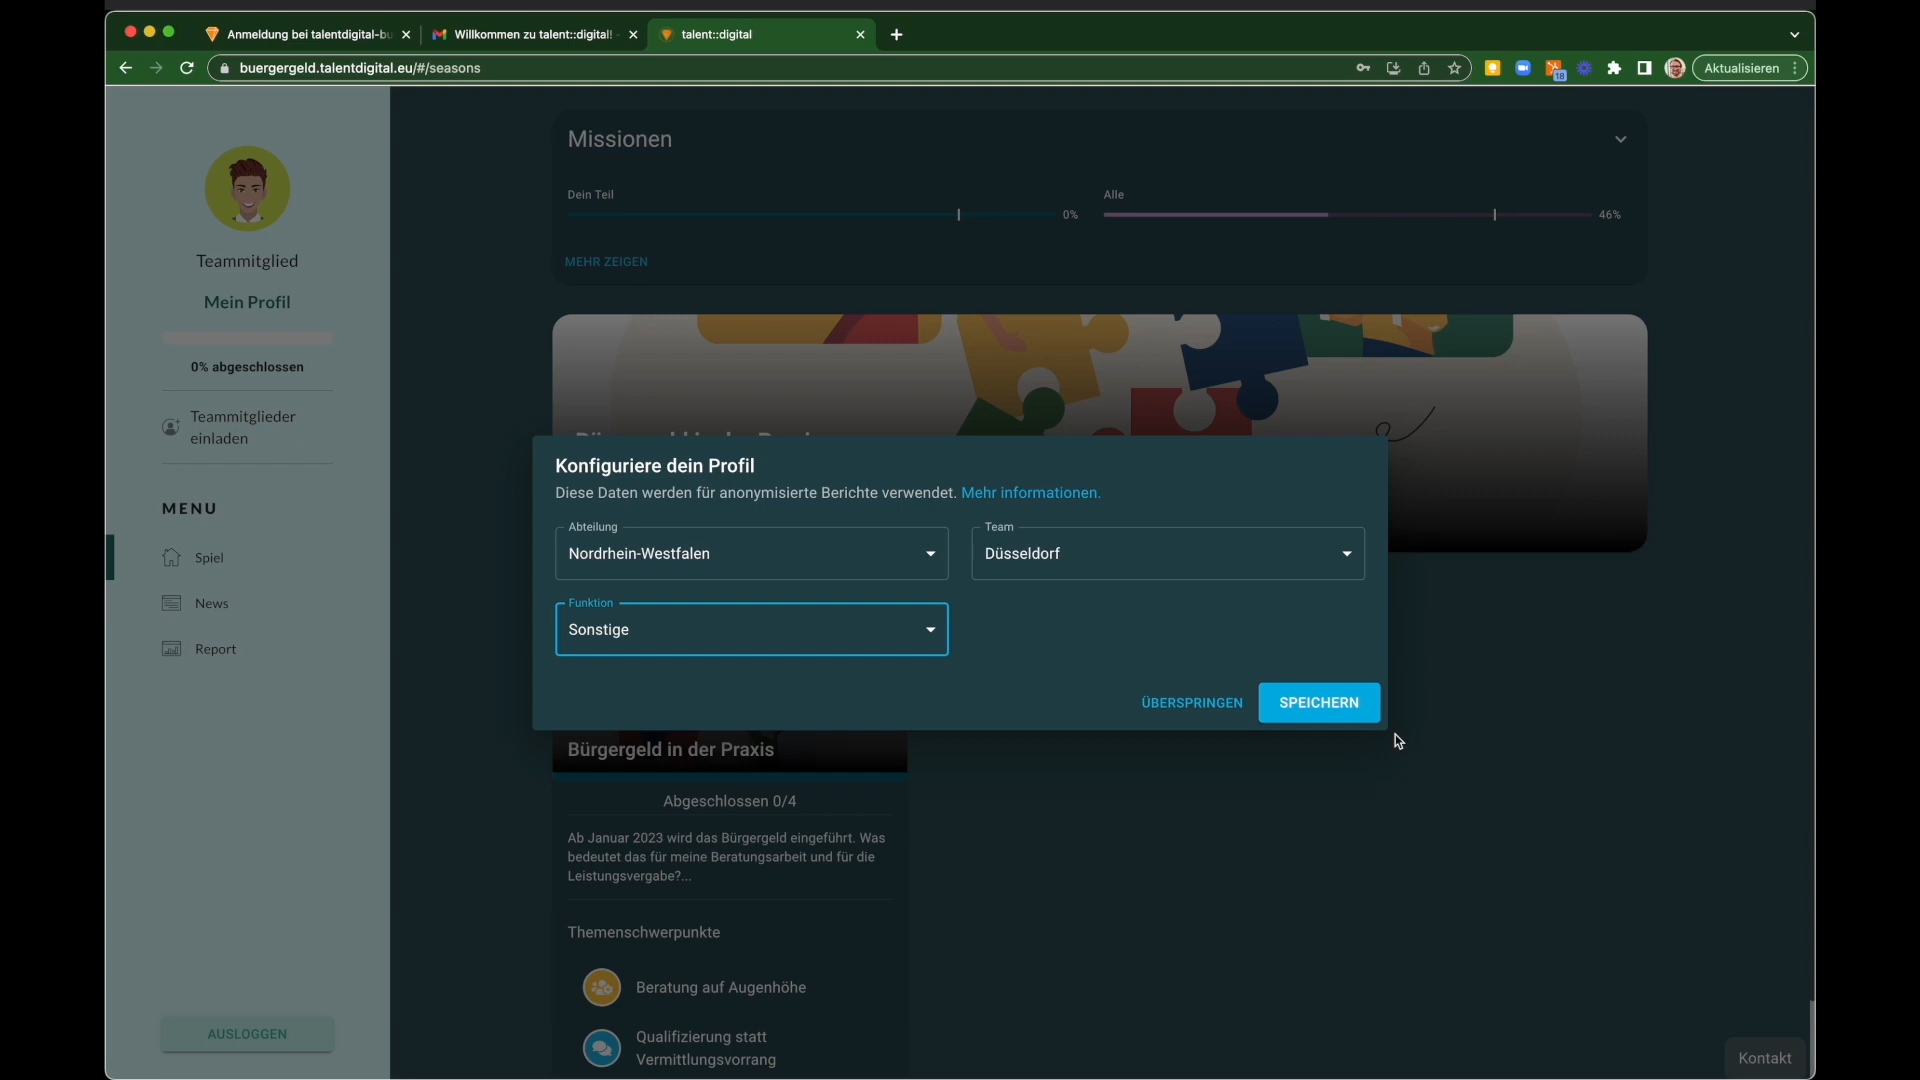 Anmeldung bei talentdigital-bu
Willkommen zu talent::digital! -
talent::digital
buergergeld.talentdigital.eu/#/seasons
18
Aktualisieren
Teammitglied
Mein Profil
0% abgeschlossen
Teammitglieder
einladen
MENU
Spiel
News
Report
AUSLOGGEN
Missionen
Dein Teil
0%
Alle
46%
MEHR ZEIGEN
Konfiguriere dein Profil
Diese Daten werden für anonymisierte Berichte verwendet. Mehr informationen.
Abteilung
Nordrhein-Westfalen
Team
Düsseldorf
Funktion
Sonstige
ÜBERSPRINGEN
SPEICHERN
Bürgergeld in der Praxis
Abgeschlossen 0/4
Ab Januar 2023 wird das Bürgergeld eingeführt. Was
bedeutet das für meine Beratungsarbeit und für die
Leistungsvergabe?...
Themenschwerpunkte
Beratung auf Augenhöhe
Qualifizierung statt
Vermittlungsvorrang
Kontakt